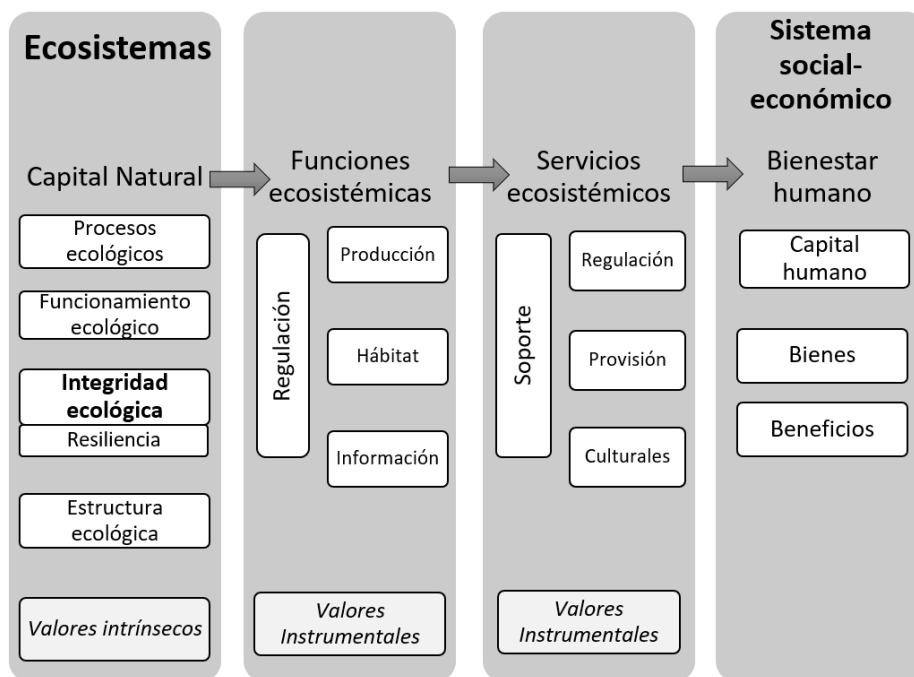 Ecosistemas
Capital Natural
Procesos
ecológicos
Funcionamiento
ecológico
Integridad
ecológica
Resiliencia
Estructura
ecológica
Valores intrínsecos
Funciones
ecosistémicas
Regulación
Producción
Hábitat
Información
Valores
Instrumentales
Servicios
ecosistémicos
Soporte
Regulación
Provisión
Culturales
Valores
Instrumentales
Sistema
social-
económico
Bienestar
humano
Capital
humano
Bienes
Beneficios